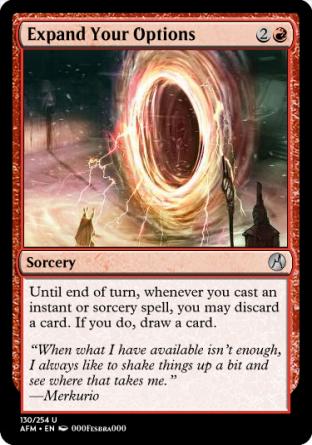 Expand Your Options 2
Sorcery
Until end of turn, whenever you cast an
instant or sorcery spell, you may discard
a card. If you do, draw a card.
“When what I have available isn’t enough,
I always like to shake things up a bit and
see where that takes me.”
—Merkurio
130/254 U
AFM • EN 000Fesbra000